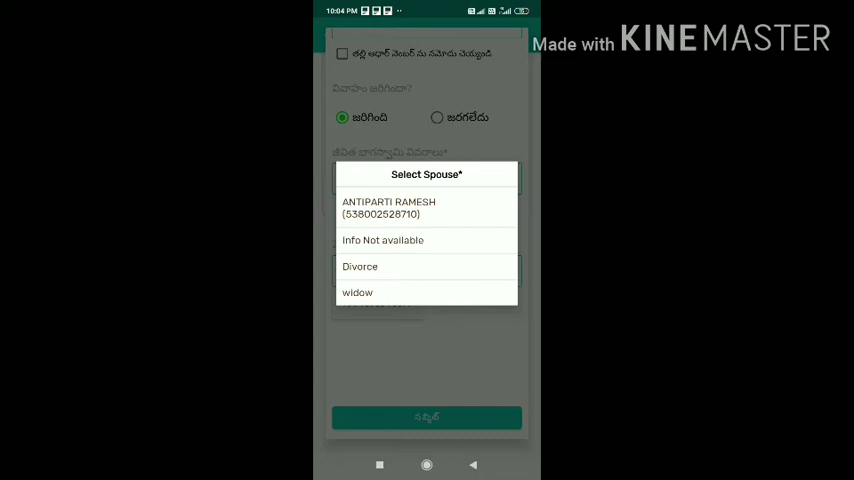 10:04 PM
Made with KINEMASTER
తల్లి ఆధార్ నెంబర్ ను నమోదు చెయ్యండి
వివాహం జరిగిందా?
జరిగింది
జరగలేదు
జీవిత భాగస్వామి వివరాలు*
Select Spouse*
ANTIPARTI RAMESH
(538002528710)
Info Not available
Divorce
widow
సబ్మిట్